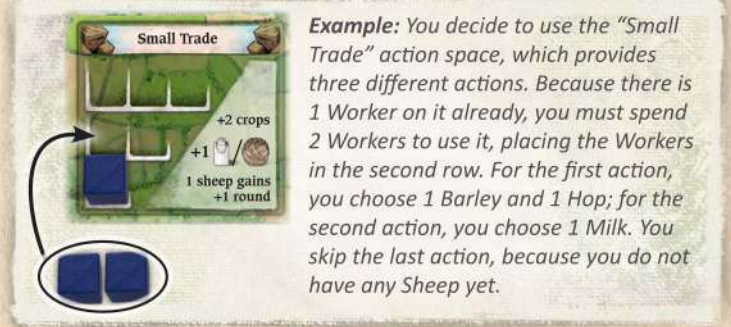 Small Trade
+2 crops
+1 /
1 sheep gains
+1 round
Example: You decide to use the “Small
Trade” action space, which provides
three different actions. Because there is
1 Worker on it already, you must spend
2 Workers to use it, placing the Workers
in the second row. For the first action,
you choose 1 Barley and 1 Hop; for the
second action, you choose 1 Milk. You
skip the last action, because you do not
have any Sheep yet.